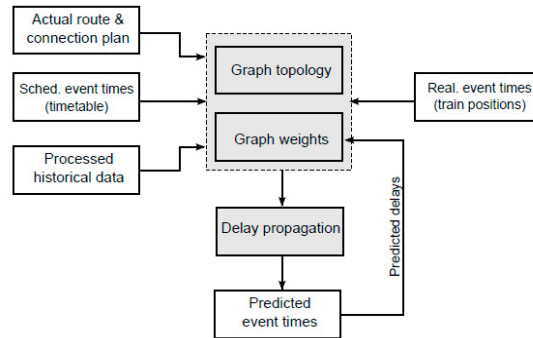 Actual route &
connection plan
Graph topology
Sched. event times
(timetable)
Real. event times
(train positions)
Graph weights
Processed
historical data
Predicted delays
Delay propagation
Predicted
event times